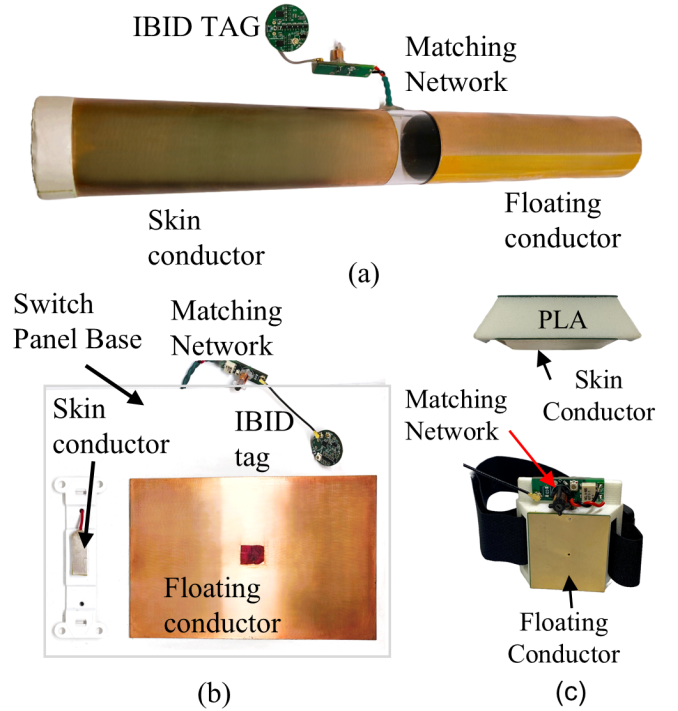 IBID TAG
Matching
Network
Skin
conductor
Floating
conductor
(a)
Switch
Panel Base
Matching
Network
Skin
conductor
IBID
tag
Floating
conductor
(b)
PLA
Skin
Conductor
Matching
Network
Floating
Conductor
(c)